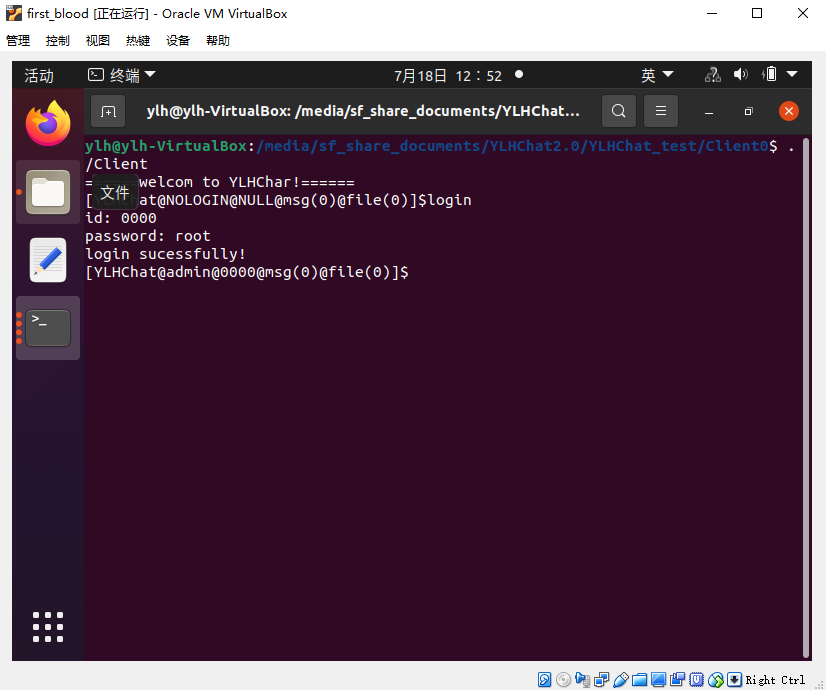 first_blood [正在运行] - Oracle VM VirtualBox
管理 控制 视图 热键 设备 帮助
活动 终端 7月18日 12：52 英
ylh@ylh-VirtualBox: /media/sf_share_documents/YLHChat...
ylh@ylh-VirtualBox:/media/sf_share_documents/YLHChat2.0/YLHChat_test/Client0$ .
/Client
welcom to YLHChar!======
文件
@NOLOGIN@NULL@msg(0)@file(0)]$login
id: 0000
password: root
login sucessfully!
[YLHChat@admin@0000@msg(0)@file(0)]$
Right Ctrl